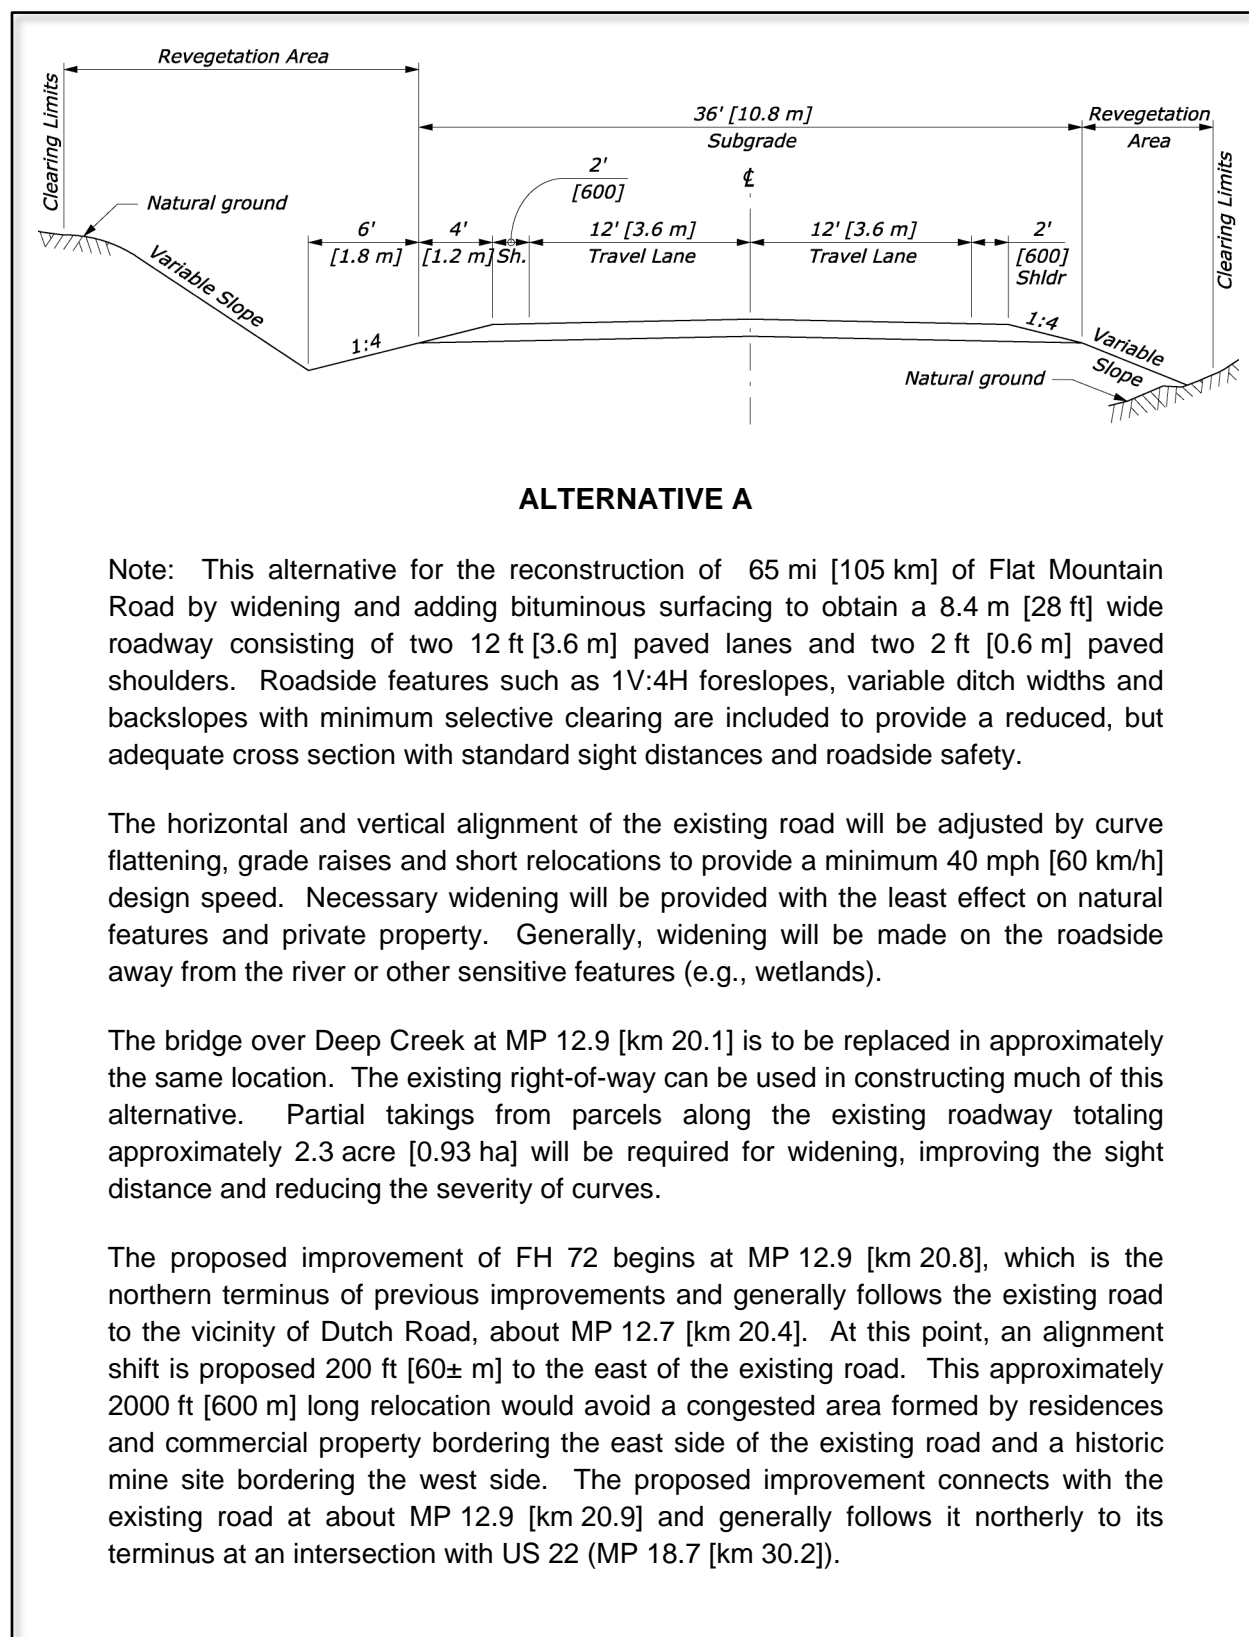 Revegetation Area
Clearing Limits
36' [10.8 m]
Subgrade
Revegetation
Area
Clearing Limits
2'
[600]
℄
Natural ground
6'
[1.8 m]
4'
[1.2 m]
Sh.
12' [3.6 m]
Travel Lane
12' [3.6 m]
Travel Lane
2'
[600]
Shldr
Variable Slope
1:4
1:4
Variable
Slope
Natural ground
ALTERNATIVE A
Note: This alternative for the reconstruction of 65 mi [105 km] of Flat Mountain
Road by widening and adding bituminous surfacing to obtain a 8.4 m [28 ft] wide
roadway consisting of two 12 ft [3.6 m] paved lanes and two 2 ft [0.6 m] paved
shoulders. Roadside features such as 1V:4H foreslopes, variable ditch widths and
backslopes with minimum selective clearing are included to provide a reduced, but
adequate cross section with standard sight distances and roadside safety.
The horizontal and vertical alignment of the existing road will be adjusted by curve
flattening, grade raises and short relocations to provide a minimum 40 mph [60 km/h]
design speed. Necessary widening will be provided with the least effect on natural
features and private property. Generally, widening will be made on the roadside
away from the river or other sensitive features (e.g., wetlands).
The bridge over Deep Creek at MP 12.9 [km 20.1] is to be replaced in approximately
the same location. The existing right-of-way can be used in constructing much of this
alternative. Partial takings from parcels along the existing roadway totaling
approximately 2.3 acre [0.93 ha] will be required for widening, improving the sight
distance and reducing the severity of curves.
The proposed improvement of FH 72 begins at MP 12.9 [km 20.8], which is the
northern terminus of previous improvements and generally follows the existing road
to the vicinity of Dutch Road, about MP 12.7 [km 20.4]. At this point, an alignment
shift is proposed 200 ft [60± m] to the east of the existing road. This approximately
2000 ft [600 m] long relocation would avoid a congested area formed by residences
and commercial property bordering the east side of the existing road and a historic
mine site bordering the west side. The proposed improvement connects with the
existing road at about MP 12.9 [km 20.9] and generally follows it northerly to its
terminus at an intersection with US 22 (MP 18.7 [km 30.2]).